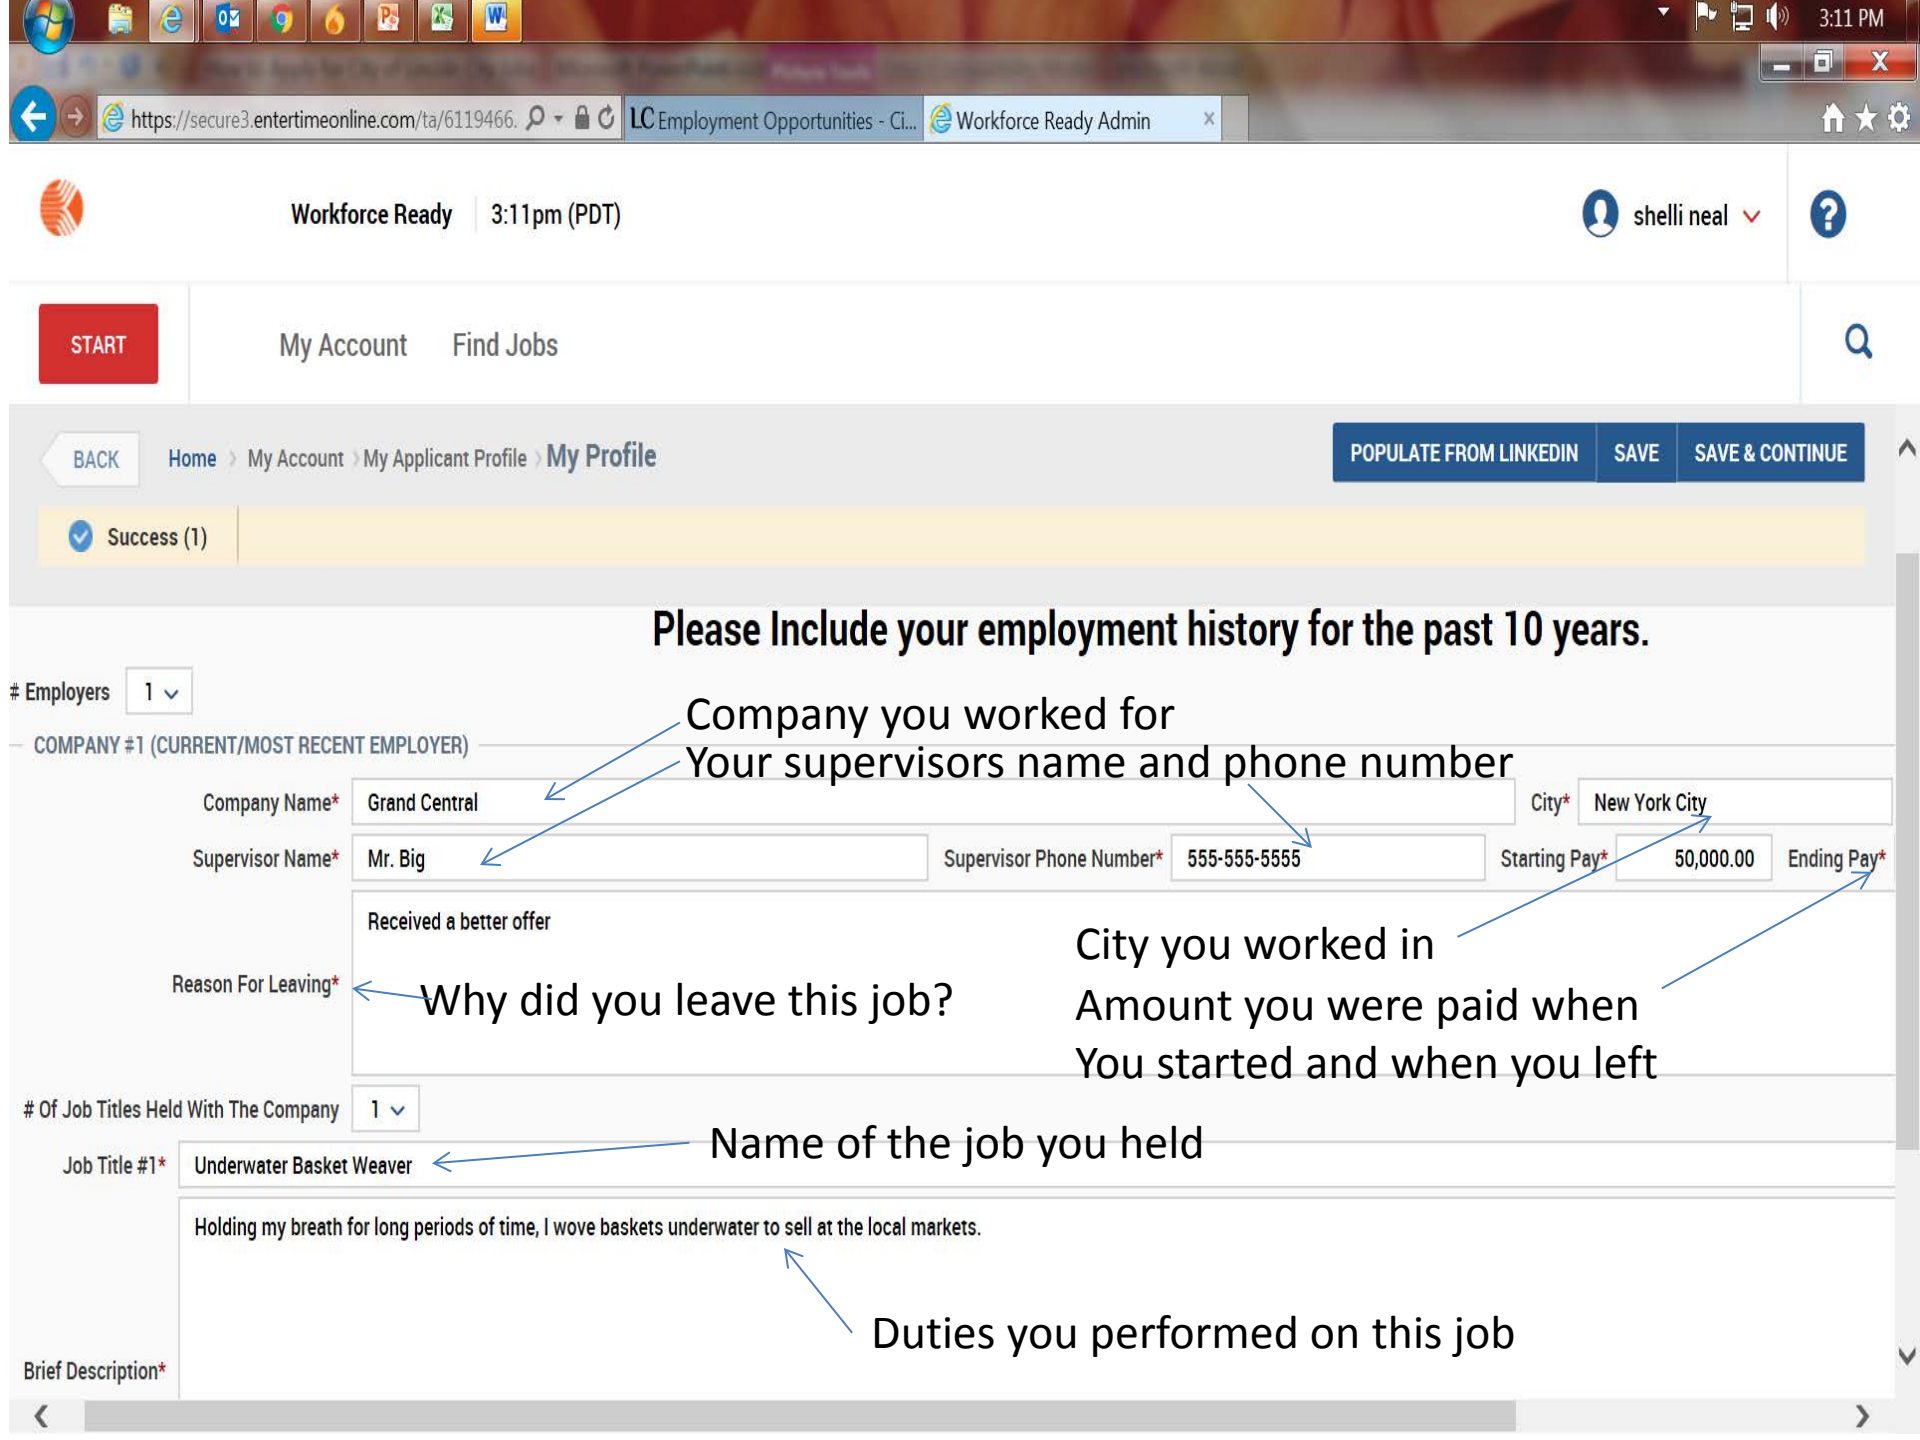 3:11 PM
https://secure3.entertimeonline.com/ta/6119466.
LC Employment Opportunities - Ci...
Workforce Ready Admin
Workforce Ready
3:11pm (PDT)
shelli neal
START
My Account
Find Jobs
BACK
Home
My Account
My Applicant Profile
My Profile
POPULATE FROM LINKEDIN
SAVE
SAVE & CONTINUE
Success (1)
Please Include your employment history for the past 10 years.
# Employers 1
Company you worked for
COMPANY #1 (CURRENT/MOST RECENT EMPLOYER)
Your supervisors name and phone number
Company Name* Grand Central
City* New York City
Supervisor Name* Mr. Big
Supervisor Phone Number* 555-555-5555
Starting Pay* 50,000.00
Ending Pay*
Received a better offer
City you worked in
Reason For Leaving*
Why did you leave this job?
Amount you were paid when
You started and when you left
# Of Job Titles Held With The Company 1
Name of the job you held
Job Title #1* Underwater Basket Weaver
Holding my breath for long periods of time, I wove baskets underwater to sell at the local markets.
Duties you performed on this job
Brief Description*